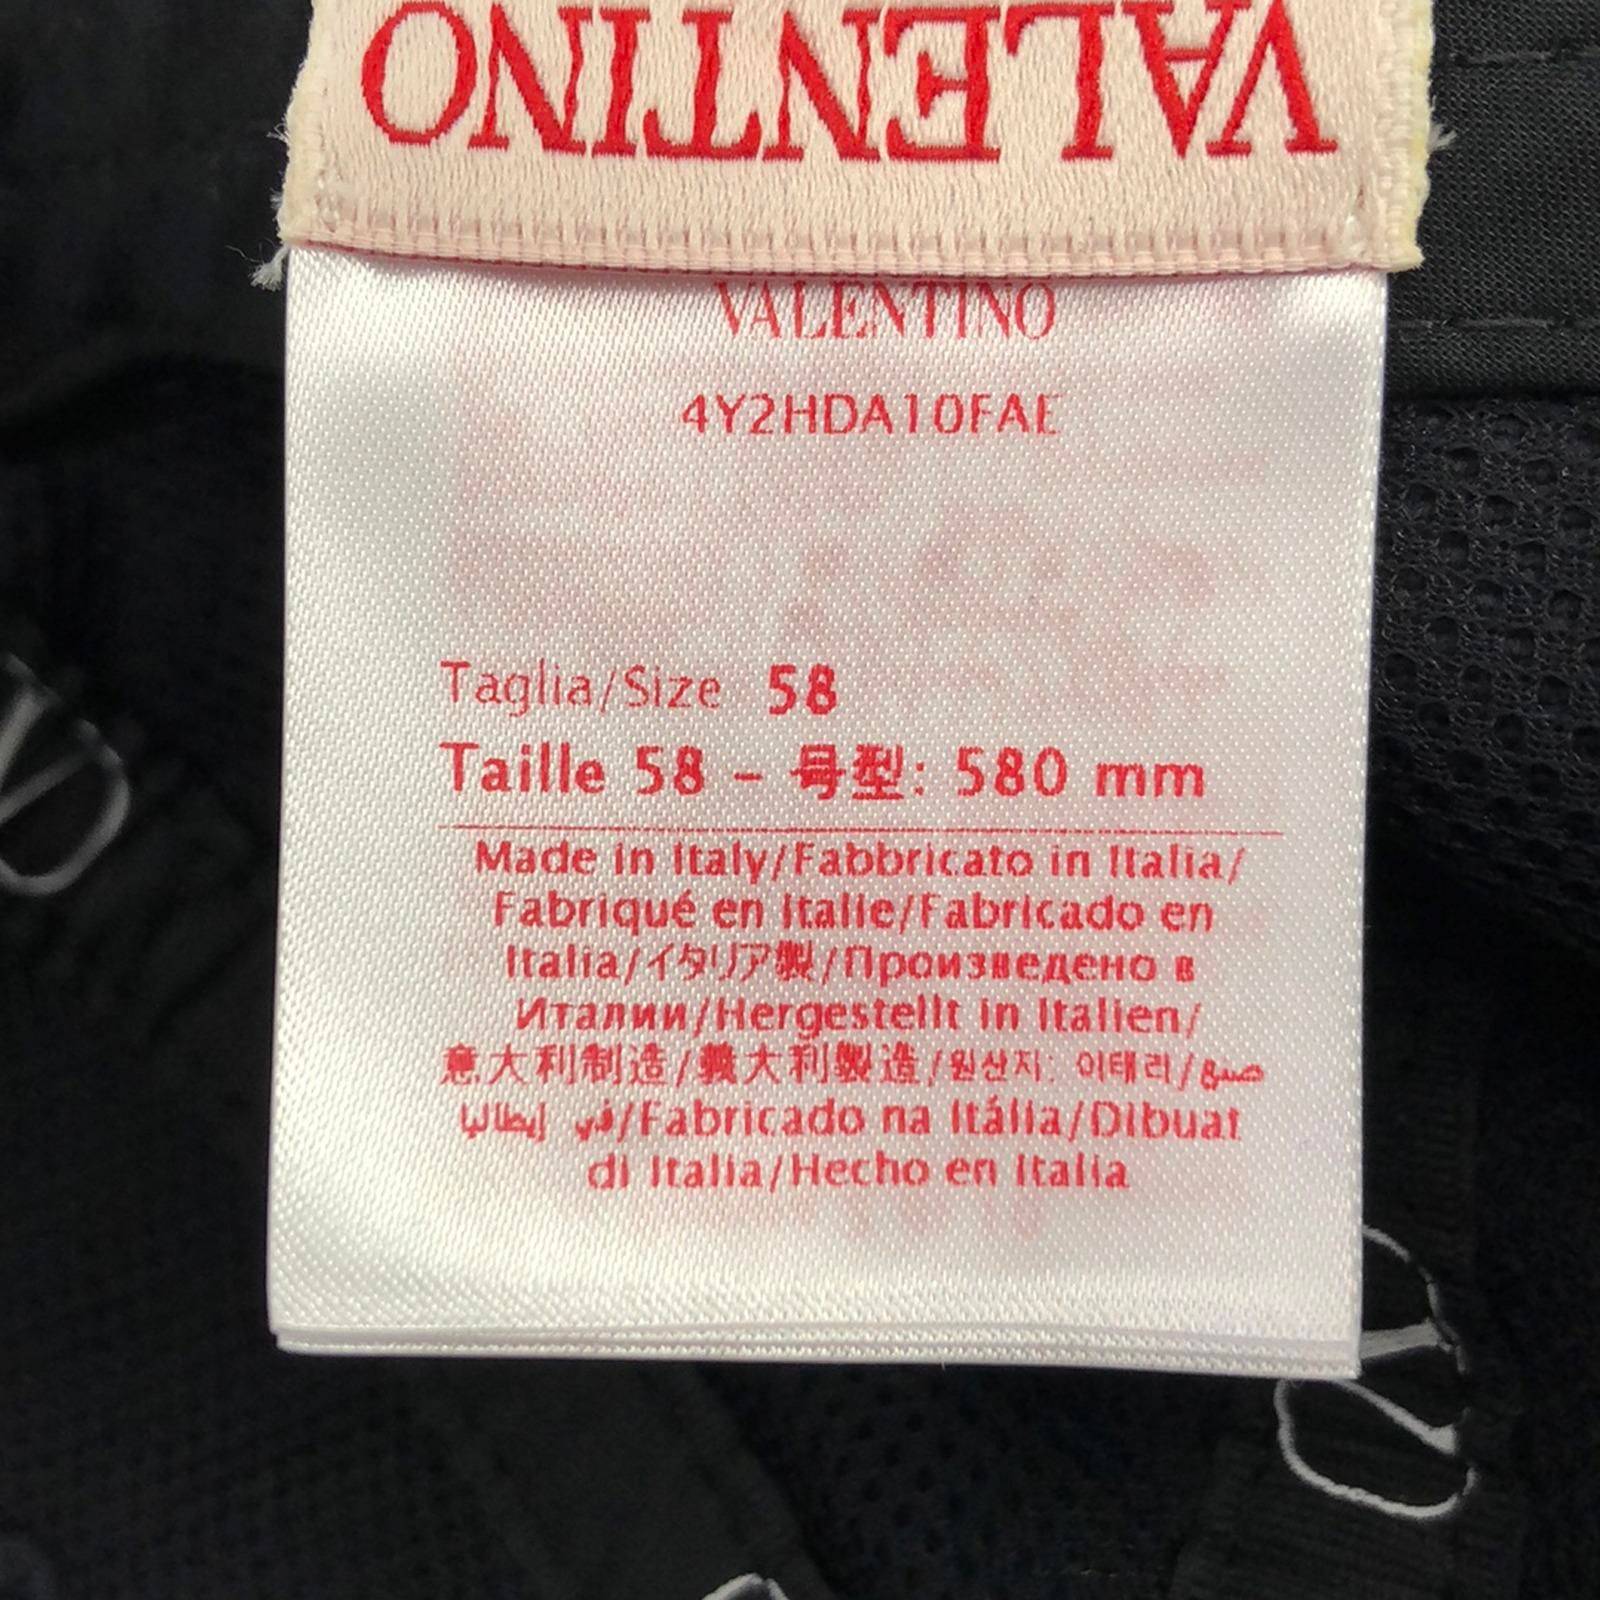 VALENTINO
VALENTINO
4Y2HDA10FAE
Taglia/Size 58
Taille 58 - 号型: 580 mm
Made in Italy/Fabbricato in Italia/
Fabriqué en Italie/Fabricado en
Italia/イタリア製/Произведено в
Италии/Hergestellt in Italien/
意大利制造/義大利製造/원산지: 이태리/صنع
في إيطاليا/Fabricado na Itália/Dibuat
di Italia/Hecho en Italia